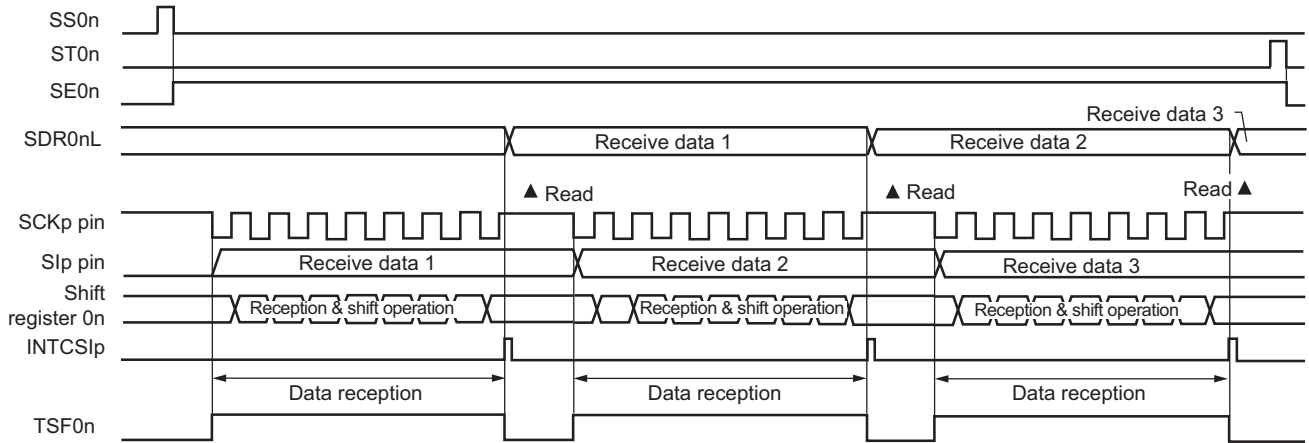 SS0n
ST0n
SE0n
Receive data 3
SDR0nL
Receive data 1
Receive data 2
▲ Read
▲ Read
Read ▲
SCKp pin
SIp pin
Receive data 1
Receive data 2
Receive data 3
Shift
register 0n
Reception & shift operation
Reception & shift operation
Reception & shift operation
INTCSIp
Data reception
Data reception
Data reception
TSF0n